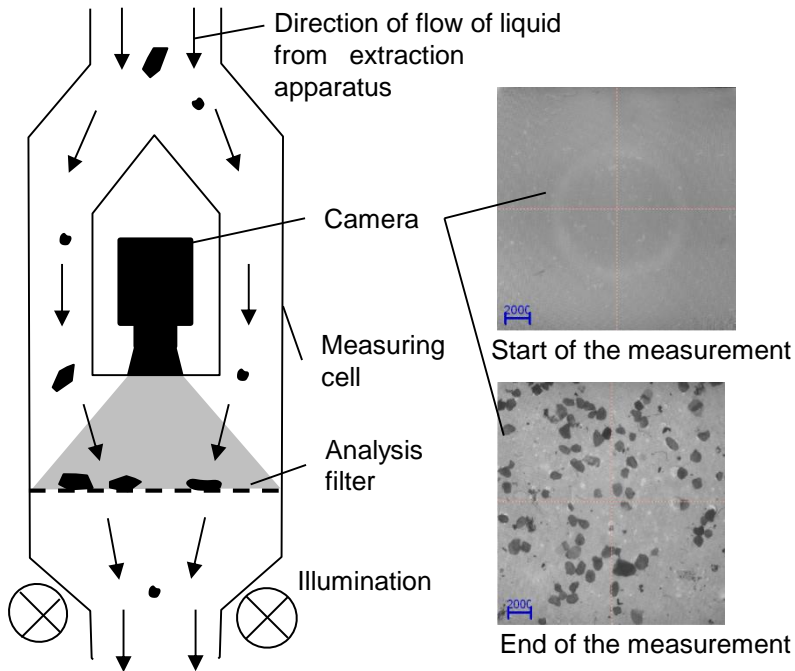 Direction of flow of liquid
from extraction
apparatus
Camera
Measuring
cell
Analysis
filter
Illumination
2000
Start of the measurement
2000
End of the measurement